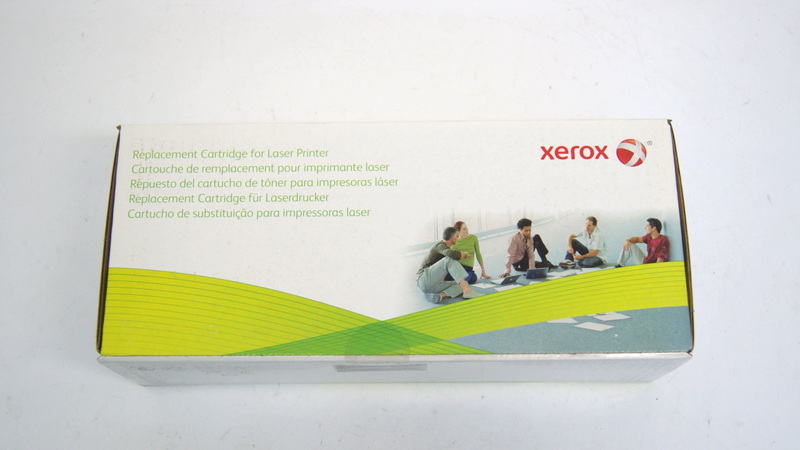 Replacement Cartridge for Laser Printer
Cartouche de remplacement pour imprimante laser
Repuesto del cartucho de tóner para impresoras láser
Replacement Cartridge für Laserdrucker
Cartucho de substituição para impressoras laser
xerox ®